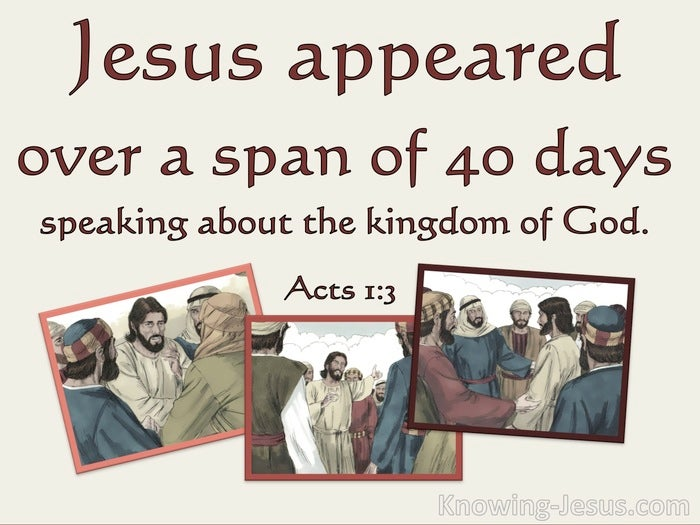 Jesus appeared
over a span of 40 days
speaking about the kingdom of God.
Acts 1:3
Knowing-Jesus.com